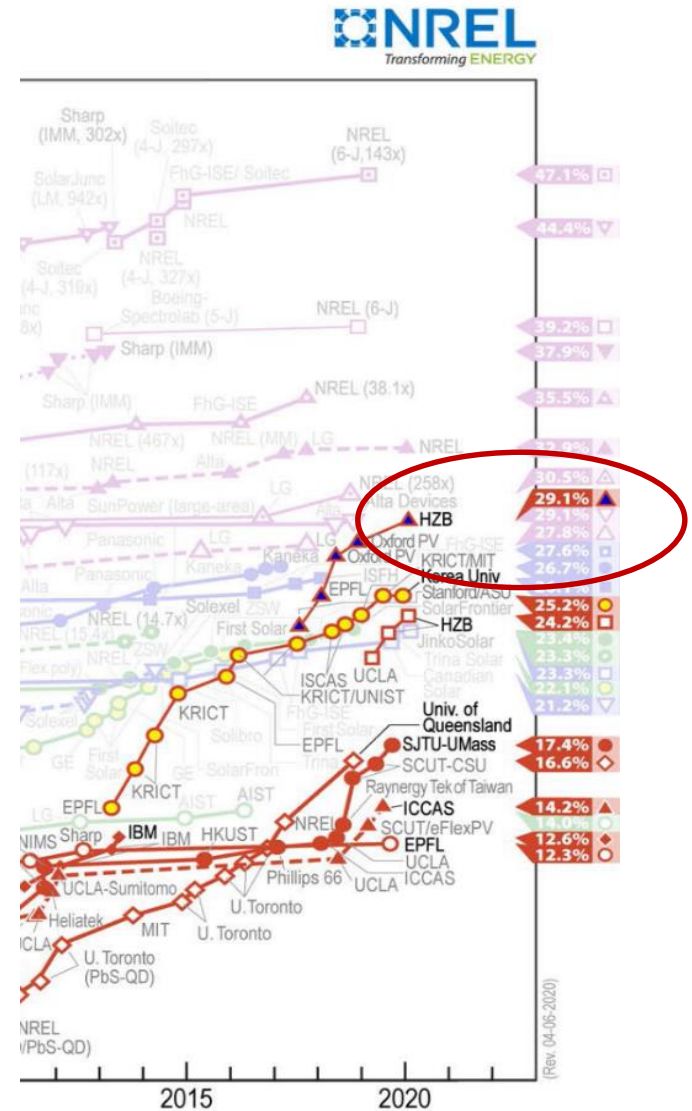 NREL
Transforming ENERGY
Sharp
(IMM, 302x)
Soitec
(4-J, 297x)
NREL
(6-J,143x)
SolarJunc
(LM, 942x)
FhG-ISE/ Soitec
47.1%
NREL
44.4%
Soitec
(4-J, 319x)
NREL
(4-J, 327x)
Boeing-
Spectrolab (5-J)
NREL (6-J)
39.2%
Sharp (IMM)
37.9%
Sharp (IMM)
FhG-ISE
NREL (38.1x)
35.5%
NREL (467x)
NREL (MM)
LG
NREL
32.9%
(117x)
NREL
Alta
LG
NREL (258x)
30.5%
Alta
Alta
SunPower (large-area)
Alta
Alta Devices
29.1%
HZB
29.1%
Panasonic
LG
Oxford PV
FhG-ISE
27.8%
Kaneka
Oxford PV
KRICT/MIT
27.6%
Alta
Panasonic
Kaneka
ISFH
Korea Univ
26.7%
EPFL
Stanford/ASU
NREL (14.7x)
Solexel
ZSW
First Solar
SolarFrontier
25.2%
HZB
24.2%
NREL (15.4x)
NREL
ZSW
JinkoSolar
23.4%
Flex poly)
ISCAS
UCLA
Trina Solar
23.3%
KRICT/UNIST
Canadian
Solar
23.3%
22.1%
KRICT
FhG-ISE
First Solar
21.2%
Solexel
Solibro
EPFL
Trina
Univ. of
Queensland
GE
First
Solar
GE
SolarFron
SJTU-UMass
17.4%
KRICT
SCUT-CSU
16.6%
EPFL
AIST
AIST
Raynergy Tek of Taiwan
LG
ICCAS
14.2%
NIMS
Sharp
IBM
IBM
HKUST
NREL
SCUT/eFlexPV
14.0%
EPFL
12.6%
UCLA
12.3%
UCLA-Sumitomo
Phillips 66
UCLA
ICCAS
Heliatek
U.Toronto
UCLA
MIT
U. Toronto
U. Toronto
(PbS-QD)
NREL
/PbS-QD)
(Rev. 04-06-2020)
2015
2020